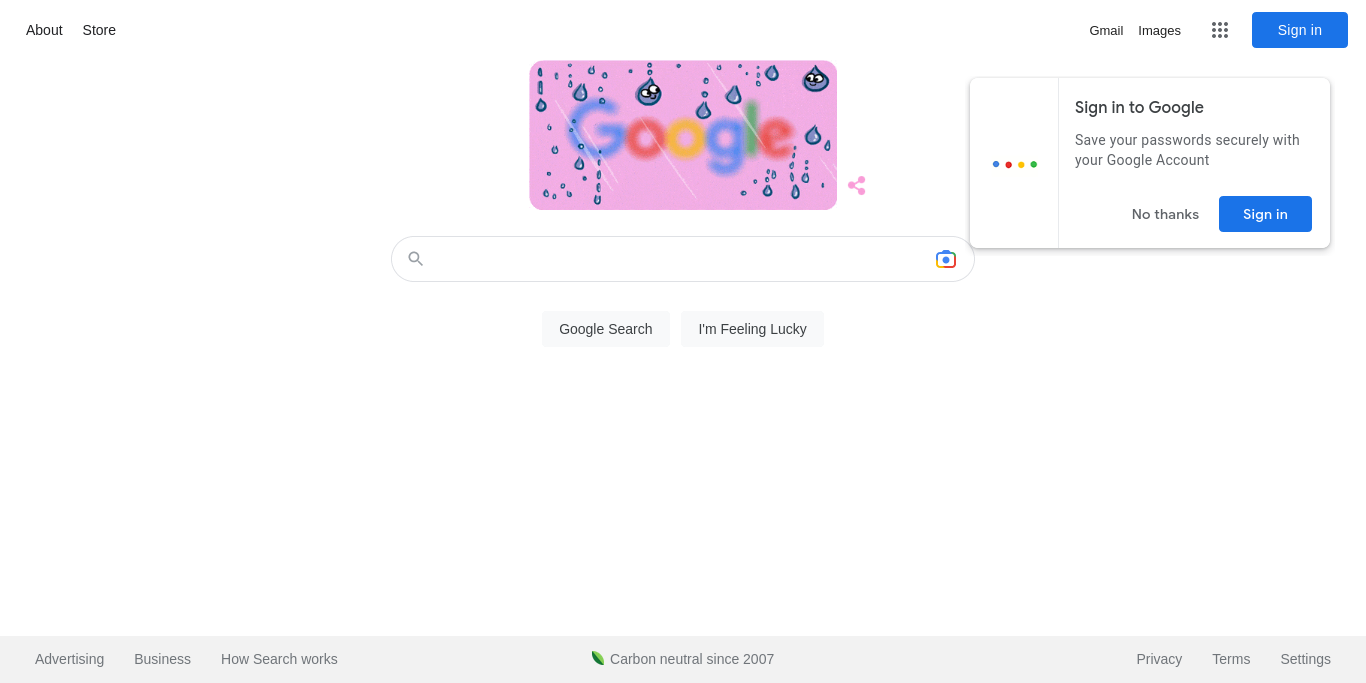 About Store
Gmail Images
Sign in
Google
Sign in to Google
Save your passwords securely with
your Google Account
No thanks Sign in
Google Search I'm Feeling Lucky
Advertising Business How Search works
Carbon neutral since 2007
Privacy Terms Settings